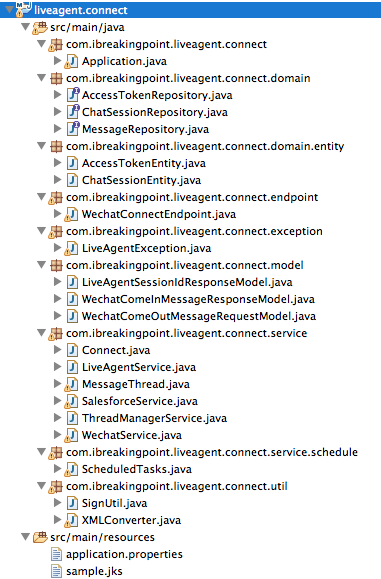 liveagent.connect
src/main/java
com.ibreakingpoint.liveagent.connect
Application.java
com.ibreakingpoint.liveagent.connect.domain
AccessTokenRepository.java
ChatSessionRepository.java
MessageRepository.java
com.ibreakingpoint.liveagent.connect.domain.entity
AccessTokenEntity.java
ChatSessionEntity.java
com.ibreakingpoint.liveagent.connect.endpoint
WechatConnectEndpoint.java
com.ibreakingpoint.liveagent.connect.exception
LiveAgentException.java
com.ibreakingpoint.liveagent.connect.model
LiveAgentSessionIdResponseModel.java
WechatComeInMessageResponseModel.java
WechatComeOutMessageRequestModel.java
com.ibreakingpoint.liveagent.connect.service
Connect.java
LiveAgentService.java
MessageThread.java
SalesforceService.java
ThreadManagerService.java
WechatService.java
com.ibreakingpoint.liveagent.connect.service.schedule
ScheduledTasks.java
com.ibreakingpoint.liveagent.connect.util
SignUtil.java
XMLConverter.java
src/main/resources
application.properties
sample.jks